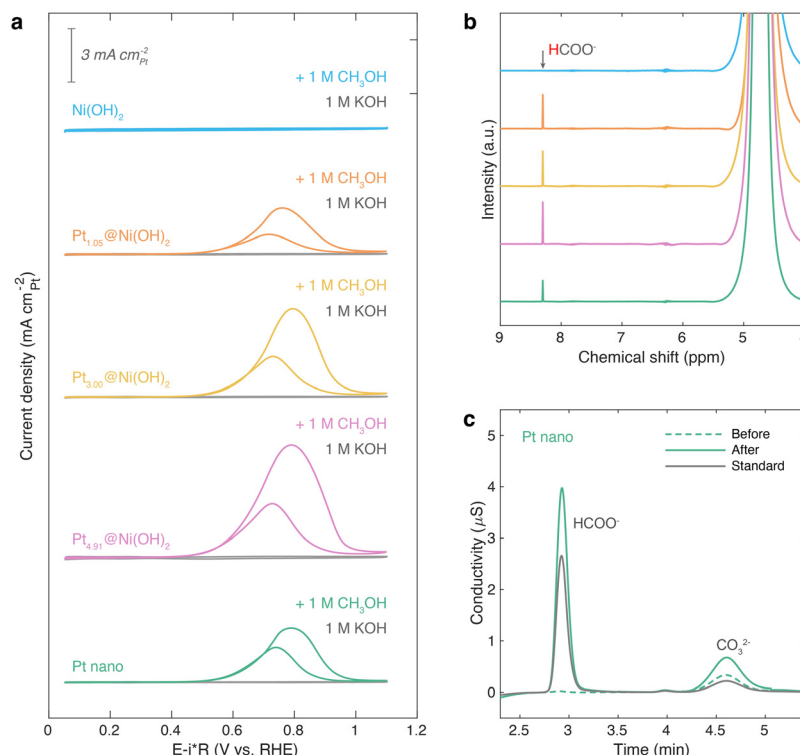 a
3 mA cm⁻²Pt
+ 1 M CH₃OH
1 M KOH
Ni(OH)₂
+ 1 M CH₃OH
1 M KOH
Pt₁.₀₅@Ni(OH)₂
+ 1 M CH₃OH
1 M KOH
Pt₃.₀₀@Ni(OH)₂
+ 1 M CH₃OH
1 M KOH
Pt₄.₉₁@Ni(OH)₂
+ 1 M CH₃OH
1 M KOH
Pt nano
Current density (mA cm⁻²Pt)
0 0.2 0.4 0.6 0.8 1 1.2
E-i*R (V vs. RHE)
b
HCOO⁻
Intensity (a.u.)
9 8 7 6 5
Chemical shift (ppm)
c
Pt nano
Before
After
Standard
HCOO⁻
CO₃²⁻
Conductivity (µS)
5
4
3
2
1
0
2.5 3 3.5 4 4.5 5
Time (min)